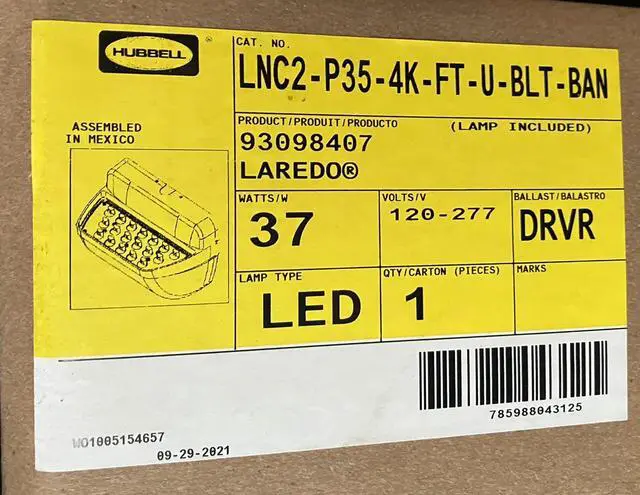 HUBBELL ®
CAT. NO.
LNC2-P35-4K-FT-U-BLT-BAN
ASSEMBLED
IN MEXICO
PRODUCT/PRODUIT/PRODUCTO (LAMP INCLUDED)
93098407
LAREDO®
WATTS/W
37
VOLTS/V
120-277
BALLAST/BALASTRO
DRVR
LAMP TYPE
LED
QTY/CARTON (PIECES)
1
MARKS
785988043125
WO1005154657
09-29-2021